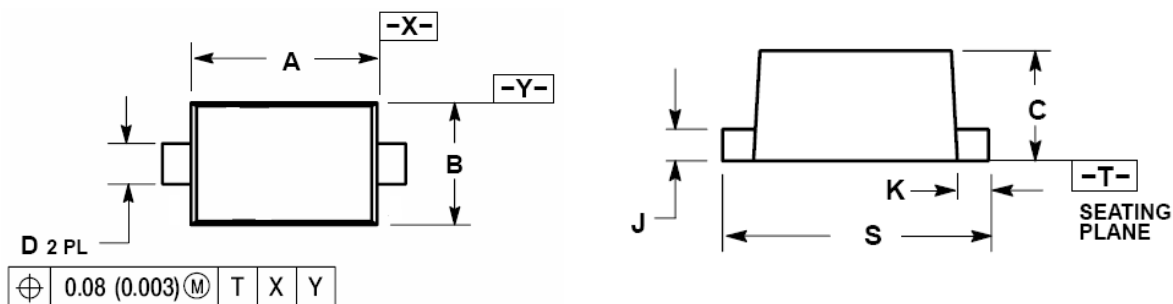 -X-
A
-Y-
B
D 2 PL
⌖ 0.08 (0.003) Ⓜ T X Y
C
-T-
K
J
S
SEATING
PLANE